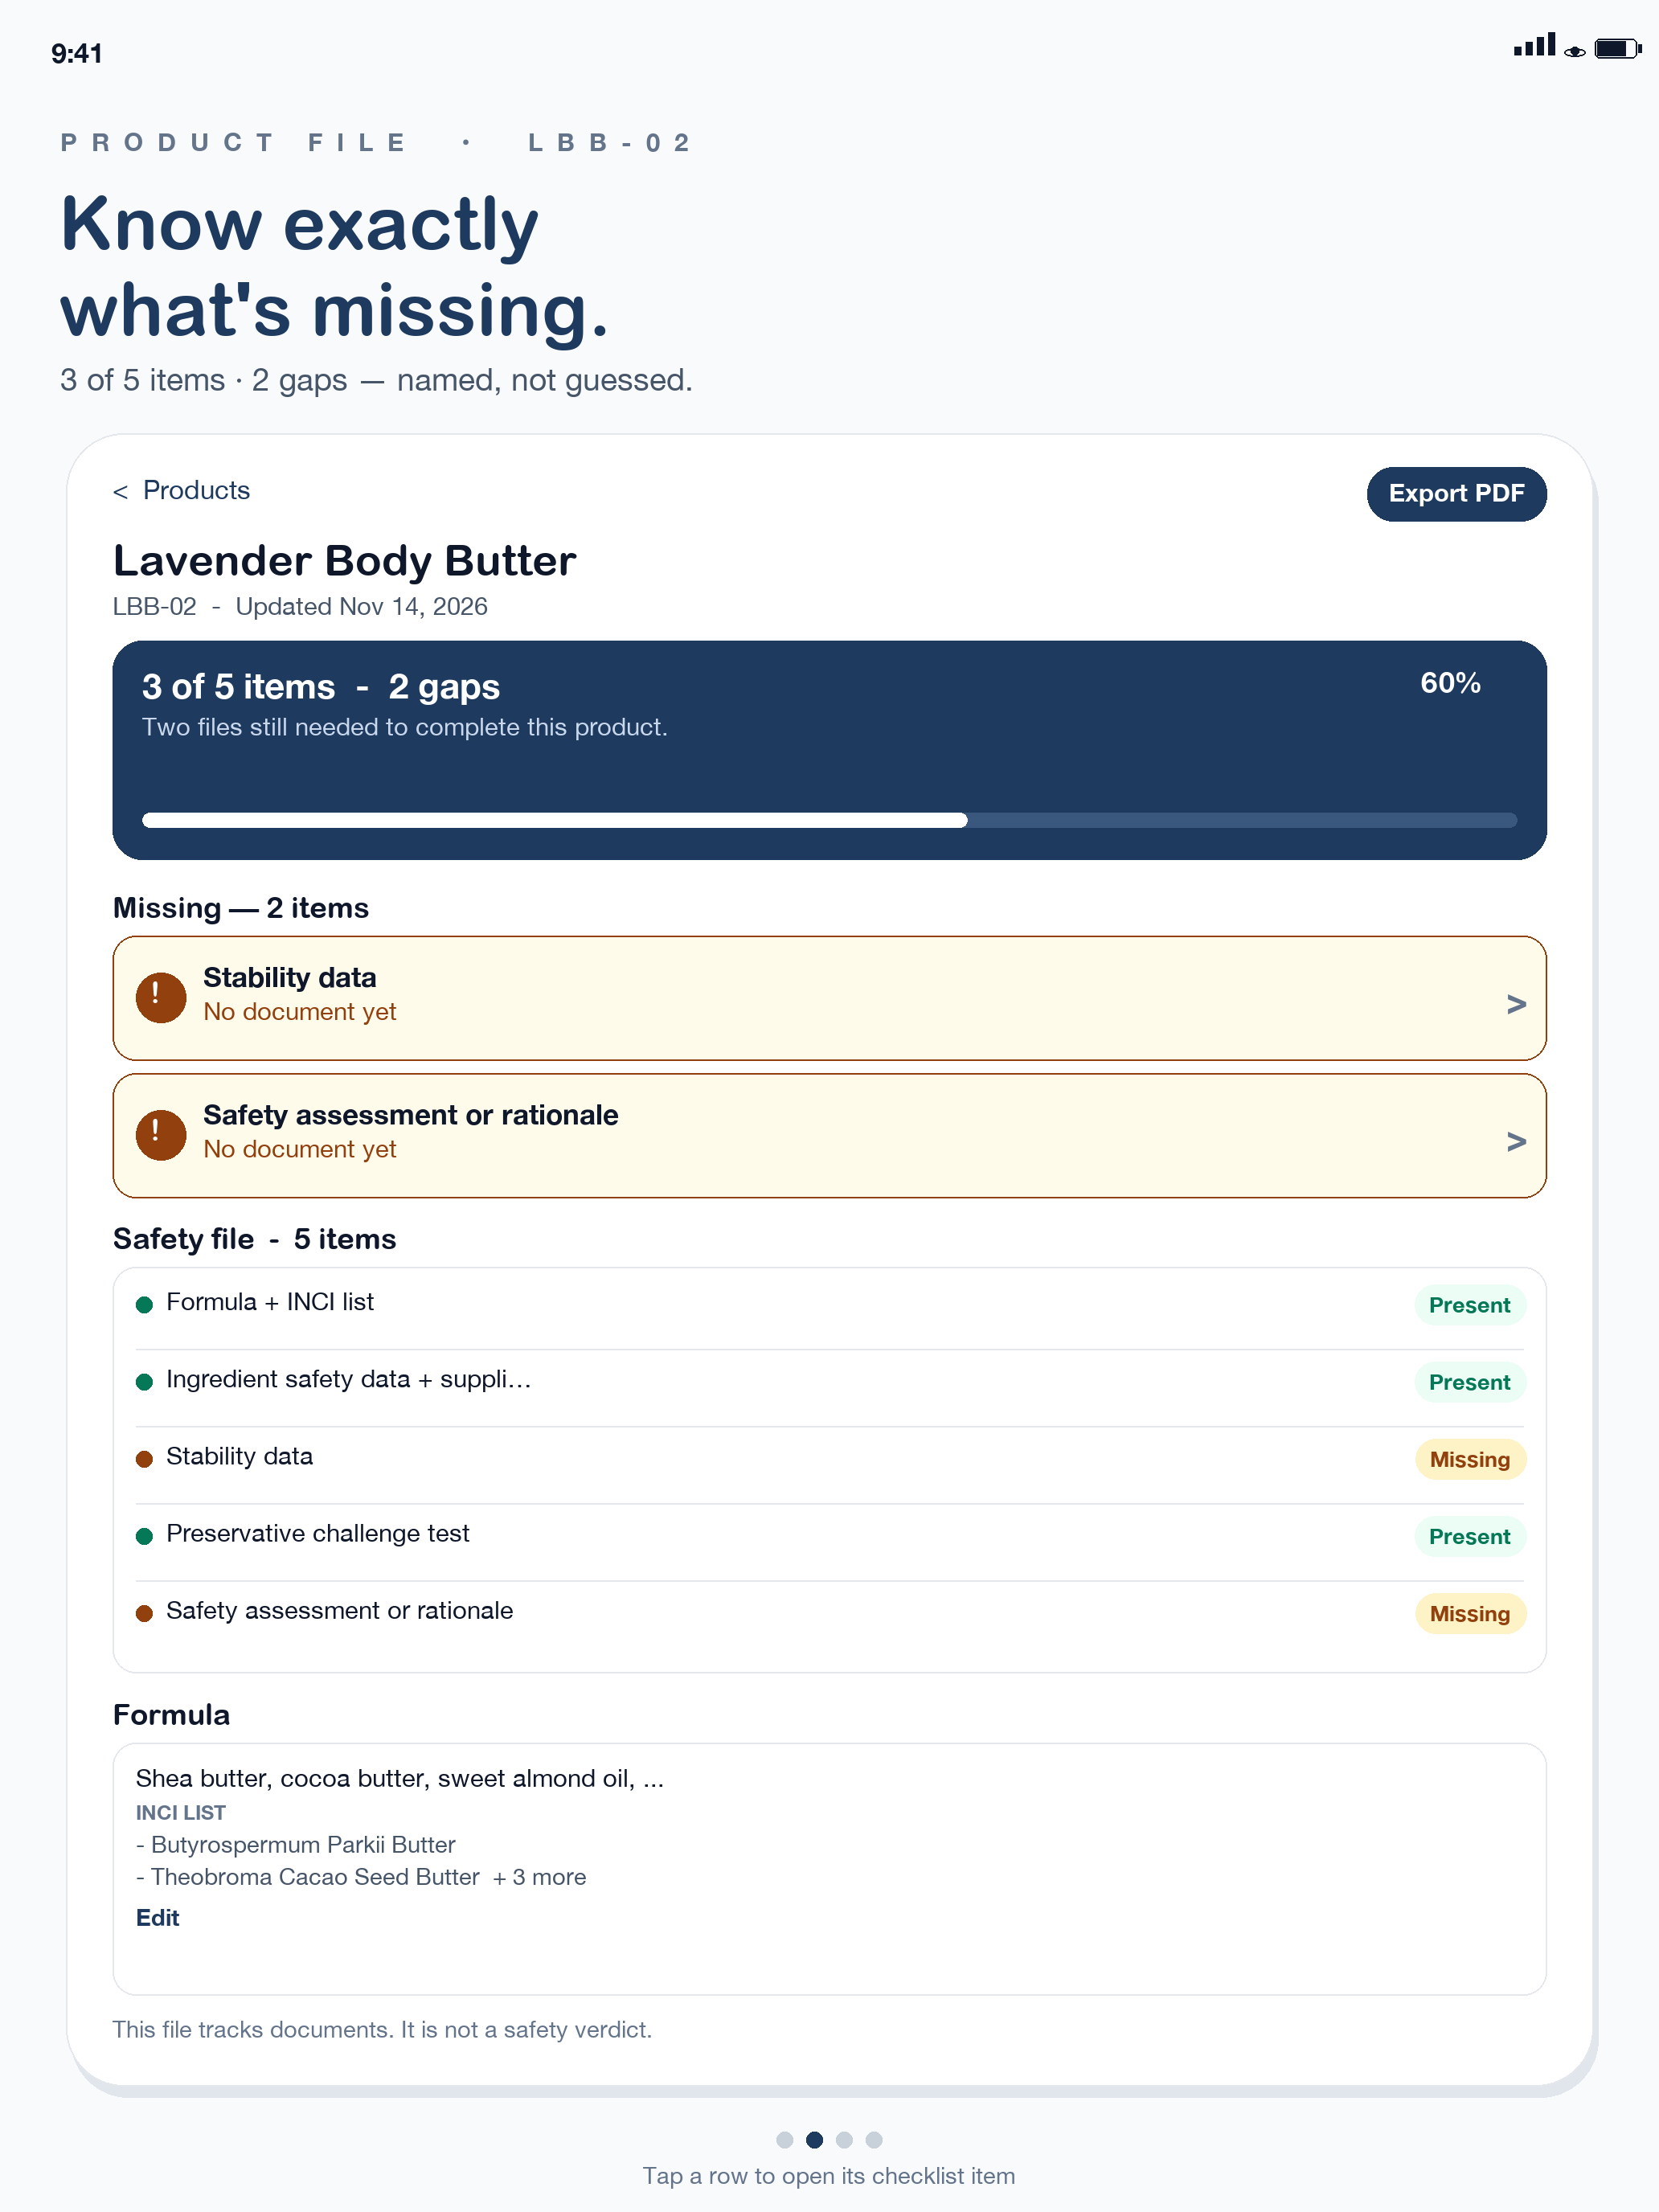 9:41
PRODUCT FILE · LBB-02
Know exactly
what's missing.
3 of 5 items · 2 gaps — named, not guessed.
< Products
Export PDF
Lavender Body Butter
LBB-02 - Updated Nov 14, 2026
3 of 5 items - 2 gaps
60%
Two files still needed to complete this product.
Missing — 2 items
!
Stability data
No document yet
>
!
Safety assessment or rationale
No document yet
>
Safety file - 5 items
Formula + INCI list
Present
Ingredient safety data + suppli...
Present
Stability data
Missing
Preservative challenge test
Present
Safety assessment or rationale
Missing
Formula
Shea butter, cocoa butter, sweet almond oil, ...
INCI LIST
- Butyrospermum Parkii Butter
- Theobroma Cacao Seed Butter + 3 more
Edit
This file tracks documents. It is not a safety verdict.
Tap a row to open its checklist item